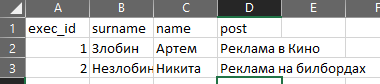 A B C D E F
1 exec_id surname name post
2 1 Злобин Артем Реклама в Кино
3 2 Незлобин Никита Реклама на билбордах